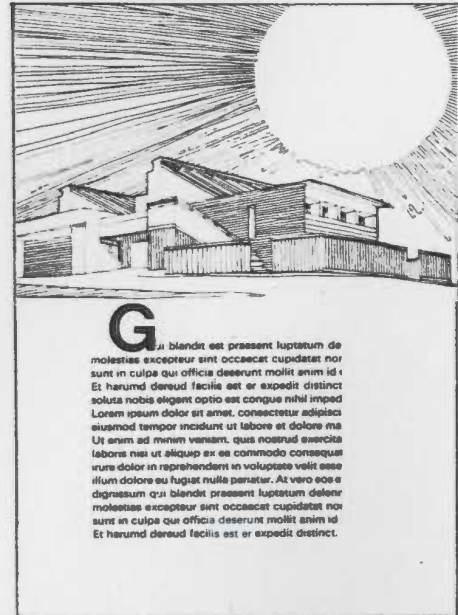 Gui blandit est praesent luptatum de
molestias excepteur sint occaecat cupidatat nor
sunt in culpa qui officia deserunt mollit anim id
Et harumd dereud facilis est er expedit distinct
soluta nobis eligent optio est congue nihil imped
Lorem ipsum dolor sit amet, consectetur adipisci
eiusmod tempor incidunt ut labore et dolore ma
Ut enim ad minim veniam, quis nostrud exercita
laboris nisi ut aliquip ex ea commodo consequat
irure dolor in reprehenderit in voluptate velit esse
illum dolore eu fugiat nulla pariatur. At vero eos e
dignissum qui blandit praesent luptatum delenr
molestias excepteur sint occaecat cupidatat nor
sunt in culpa qui officia deserunt mollit anim id
Et harumd dereud facilis est er expedit distinct.